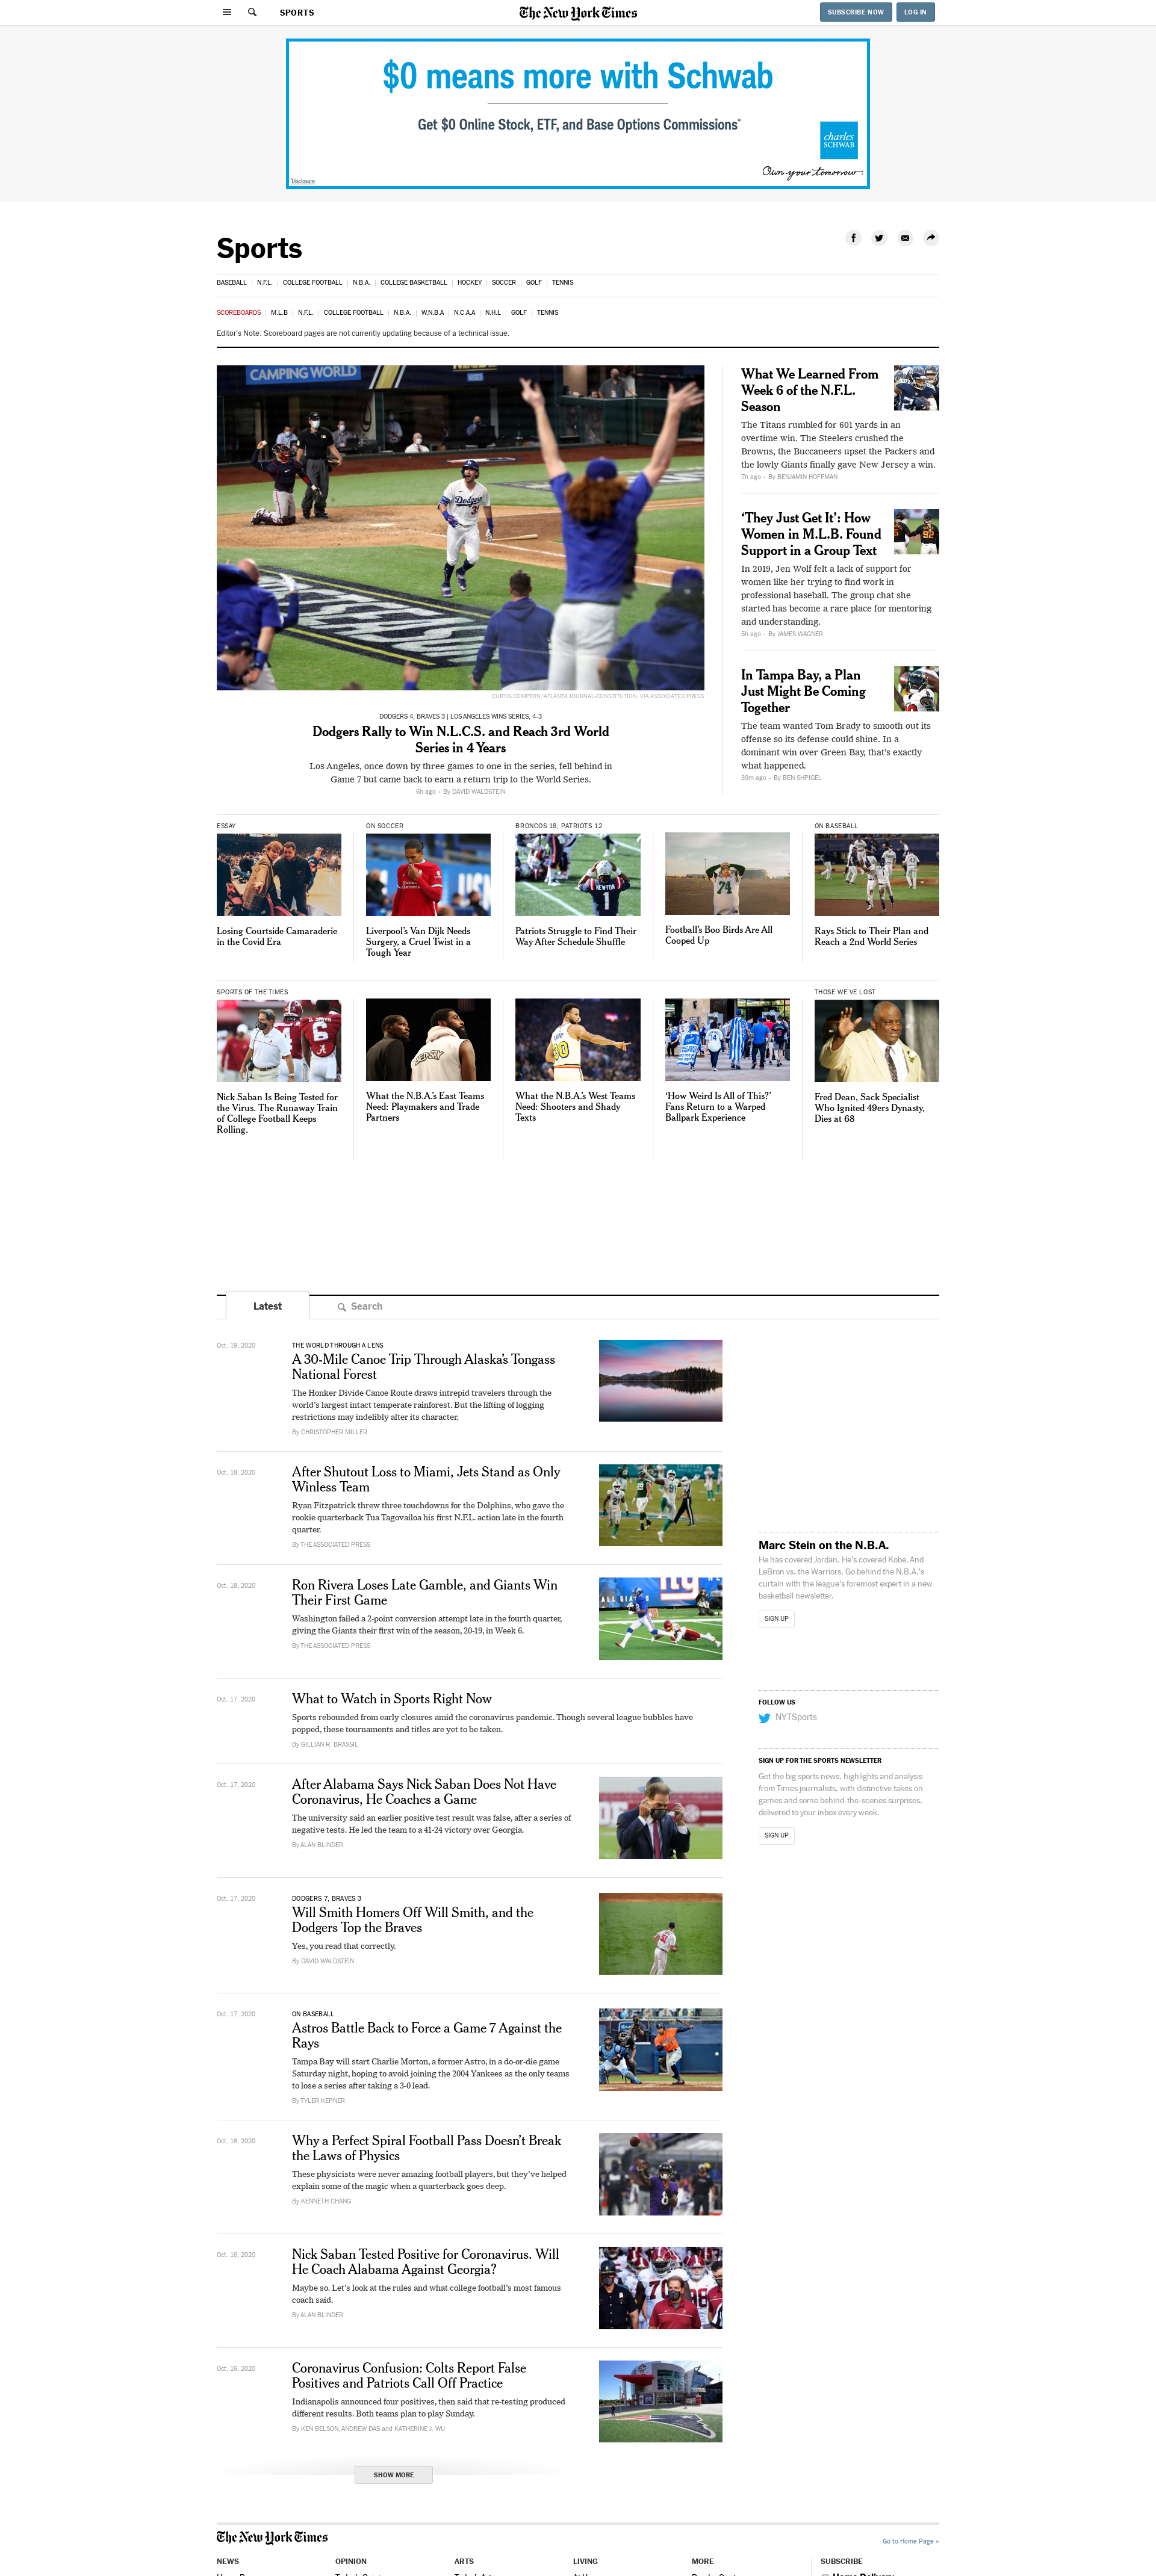 SPORTS
The New York Times
SUBSCRIBE NOW
LOG IN
$0 means more with Schwab
Get $0 Online Stock, ETF, and Base Options Commissions*
charles
SCHWAB
Own your tomorrow
Disclosure
Sports
BASEBALL | N.F.L. | COLLEGE FOOTBALL | N.B.A. | COLLEGE BASKETBALL | HOCKEY | SOCCER | GOLF | TENNIS
SCOREBOARDS | M.L.B | N.F.L. | COLLEGE FOOTBALL | N.B.A. | W.N.B.A | N.C.A.A | N.H.L | GOLF | TENNIS
Editor's Note: Scoreboard pages are not currently updating because of a technical issue.
CAMPING WORLD
Dodgers
CURTIS COMPTON/ATLANTA JOURNAL-CONSTITUTION, VIA ASSOCIATED PRESS
DODGERS 4, BRAVES 3 | LOS ANGELES WINS SERIES, 4-3
Dodgers Rally to Win N.L.C.S. and Reach 3rd World
Series in 4 Years
Los Angeles, once down by three games to one in the series, fell behind in
Game 7 but came back to earn a return trip to the World Series.
6h ago • By DAVID WALDSTEIN
What We Learned From
Week 6 of the N.F.L.
Season
The Titans rumbled for 601 yards in an
overtime win. The Steelers crushed the
Browns, the Buccaneers upset the Packers and
the lowly Giants finally gave New Jersey a win.
7h ago • By BENJAMIN HOFFMAN
‘They Just Get It’: How
Women in M.L.B. Found
Support in a Group Text
In 2019, Jen Wolf felt a lack of support for
women like her trying to find work in
professional baseball. The group chat she
started has become a rare place for mentoring
and understanding.
5h ago • By JAMES WAGNER
In Tampa Bay, a Plan
Just Might Be Coming
Together
The team wanted Tom Brady to smooth out its
offense so its defense could shine. In a
dominant win over Green Bay, that’s exactly
what happened.
39m ago • By BEN SHPIGEL
ESSAY
Losing Courtside Camaraderie
in the Covid Era
ON SOCCER
Liverpool’s Van Dijk Needs
Surgery, a Cruel Twist in a
Tough Year
BRONCOS 18, PATRIOTS 12
NEWTON
1
Patriots Struggle to Find Their
Way After Schedule Shuffle
74
Football’s Boo Birds Are All
Cooped Up
ON BASEBALL
Rays Stick to Their Plan and
Reach a 2nd World Series
SPORTS OF THE TIMES
6
Nick Saban Is Being Tested for
the Virus. The Runaway Train
of College Football Keeps
Rolling.
What the N.B.A.’s East Teams
Need: Playmakers and Trade
Partners
30
What the N.B.A.’s West Teams
Need: Shooters and Shady
Texts
‘How Weird Is All of This?’
Fans Return to a Warped
Ballpark Experience
THOSE WE’VE LOST
Fred Dean, Sack Specialist
Who Ignited 49ers Dynasty,
Dies at 68
Latest
Search
Oct. 19, 2020
THE WORLD THROUGH A LENS
A 30-Mile Canoe Trip Through Alaska’s Tongass
National Forest
The Honker Divide Canoe Route draws intrepid travelers through the
world’s largest intact temperate rainforest. But the lifting of logging
restrictions may indelibly alter its character.
By CHRISTOPHER MILLER
Oct. 18, 2020
After Shutout Loss to Miami, Jets Stand as Only
Winless Team
Ryan Fitzpatrick threw three touchdowns for the Dolphins, who gave the
rookie quarterback Tua Tagovailoa his first N.F.L. action late in the fourth
quarter.
By THE ASSOCIATED PRESS
Oct. 18, 2020
Ron Rivera Loses Late Gamble, and Giants Win
Their First Game
Washington failed a 2-point conversion attempt late in the fourth quarter,
giving the Giants their first win of the season, 20-19, in Week 6.
By THE ASSOCIATED PRESS
Oct. 17, 2020
What to Watch in Sports Right Now
Sports rebounded from early closures amid the coronavirus pandemic. Though several league bubbles have
popped, these tournaments and titles are yet to be taken.
By GILLIAN R. BRASSIL
Oct. 17, 2020
After Alabama Says Nick Saban Does Not Have
Coronavirus, He Coaches a Game
The university said an earlier positive test result was false, after a series of
negative tests. He led the team to a 41-24 victory over Georgia.
By ALAN BLINDER
Oct. 17, 2020
DODGERS 7, BRAVES 3
Will Smith Homers Off Will Smith, and the
Dodgers Top the Braves
Yes, you read that correctly.
By DAVID WALDSTEIN
Oct. 17, 2020
ON BASEBALL
Astros Battle Back to Force a Game 7 Against the
Rays
Tampa Bay will start Charlie Morton, a former Astro, in a do-or-die game
Saturday night, hoping to avoid joining the 2004 Yankees as the only teams
to lose a series after taking a 3-0 lead.
By TYLER KEPNER
Oct. 16, 2020
Why a Perfect Spiral Football Pass Doesn’t Break
the Laws of Physics
These physicists were never amazing football players, but they’ve helped
explain some of the magic when a quarterback goes deep.
By KENNETH CHANG
Oct. 16, 2020
Nick Saban Tested Positive for Coronavirus. Will
He Coach Alabama Against Georgia?
Maybe so. Let’s look at the rules and what college football’s most famous
coach said.
By ALAN BLINDER
Oct. 16, 2020
Coronavirus Confusion: Colts Report False
Positives and Patriots Call Off Practice
Indianapolis announced four positives, then said that re-testing produced
different results. Both teams plan to play Sunday.
By KEN BELSON, ANDREW DAS and KATHERINE J. WU
SHOW MORE
Marc Stein on the N.B.A.
He has covered Jordan. He’s covered Kobe. And
LeBron vs. the Warriors. Go behind the N.B.A.’s
curtain with the league’s foremost expert in a new
basketball newsletter.
SIGN UP
FOLLOW US
NYTSports
SIGN UP FOR THE SPORTS NEWSLETTER
Get the big sports news, highlights and analysis
from Times journalists, with distinctive takes on
games and some behind-the-scenes surprises,
delivered to your inbox every week.
SIGN UP
The New York Times
Go to Home Page »
NEWS
OPINION
ARTS
LIVING
MORE
SUBSCRIBE